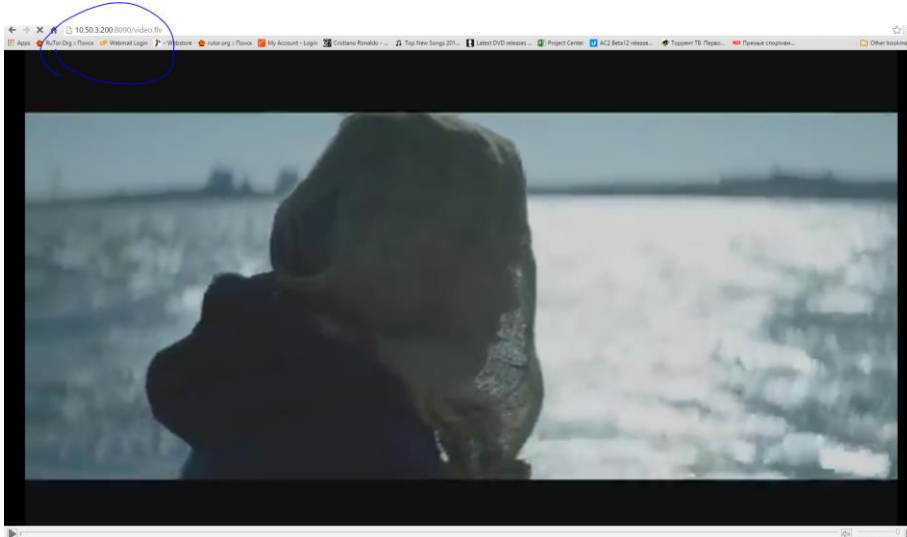 10.50.3.200:8090/video.flv
Apps RuTor.Org :: Поиск Webmail Login Webstore rutor.org :: Поиск My Account - Login Cristiano Ronaldo - ... Top New Songs 201... Latest DVD releases ... Project Center AC2 Beta12 release... Торрент ТВ. Перво... Прямые спортивн... Other bookma